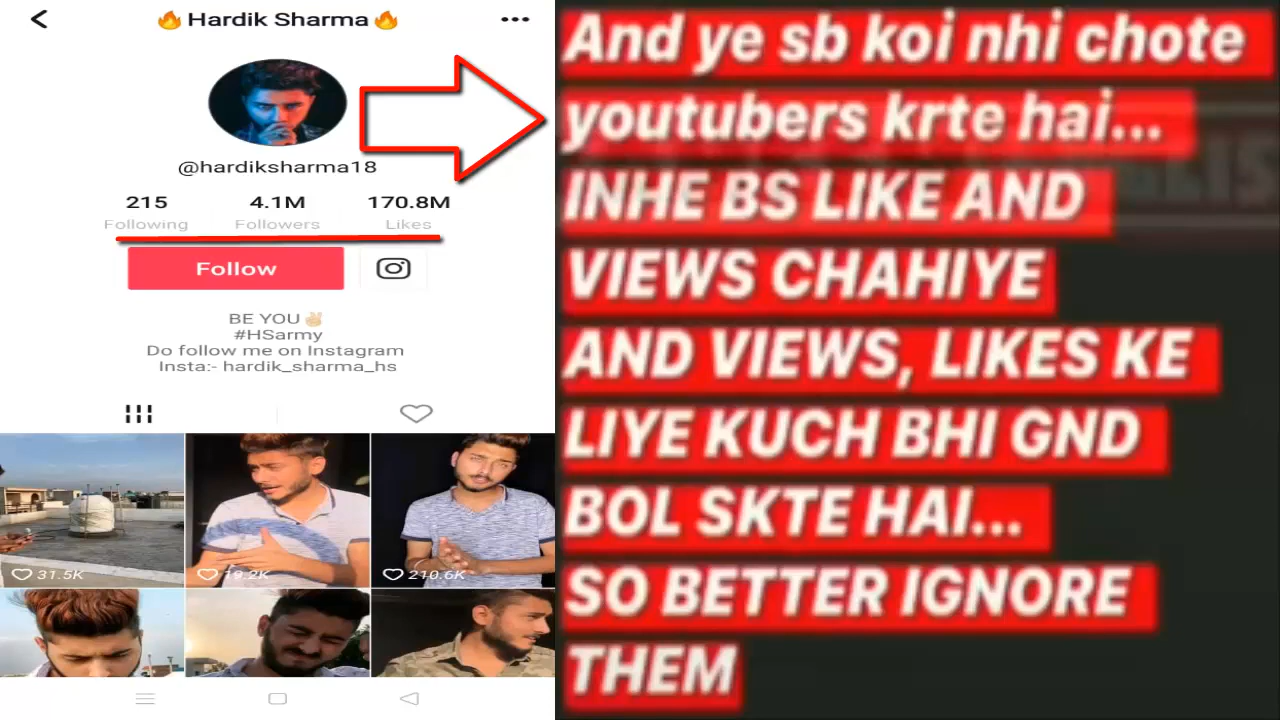 🔥Hardik Sharma🔥
@hardiksharma18
215 4.1M 170.8M
Following Followers Likes
Follow
BE YOU✌🏻
#HSarmy
Do follow me on Instagram
Insta:- hardik_sharma_hs
31.5K 19.2K 210.6K
And ye sb koi nhi chote
youtubers krte hai...
INHE BS LIKE AND
VIEWS CHAHIYE
AND VIEWS, LIKES KE
LIYE KUCH BHI GND
BOL SKTE HAI...
SO BETTER IGNORE
THEM